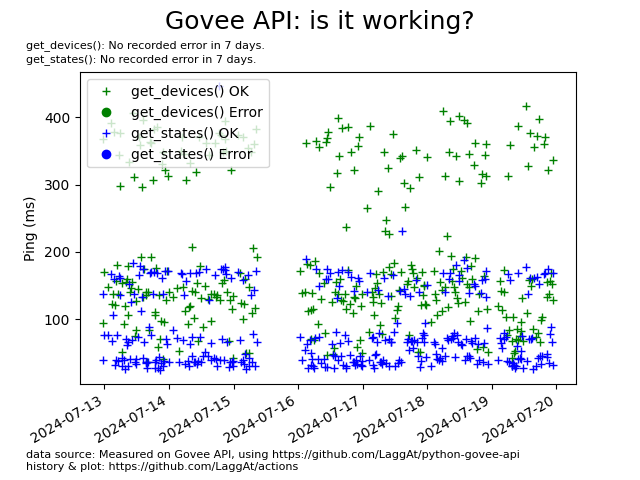 Govee API: is it working?
get_devices(): No recorded error in 7 days.
get_states(): No recorded error in 7 days.
get_devices() OK
get_devices() Error
get_states() OK
get_states() Error
Ping (ms)
400
300
200
100
2024-07-13
2024-07-14
2024-07-15
2024-07-16
2024-07-17
2024-07-18
2024-07-19
2024-07-20
data source: Measured on Govee API, using https://github.com/LaggAt/python-govee-api
history & plot: https://github.com/LaggAt/actions